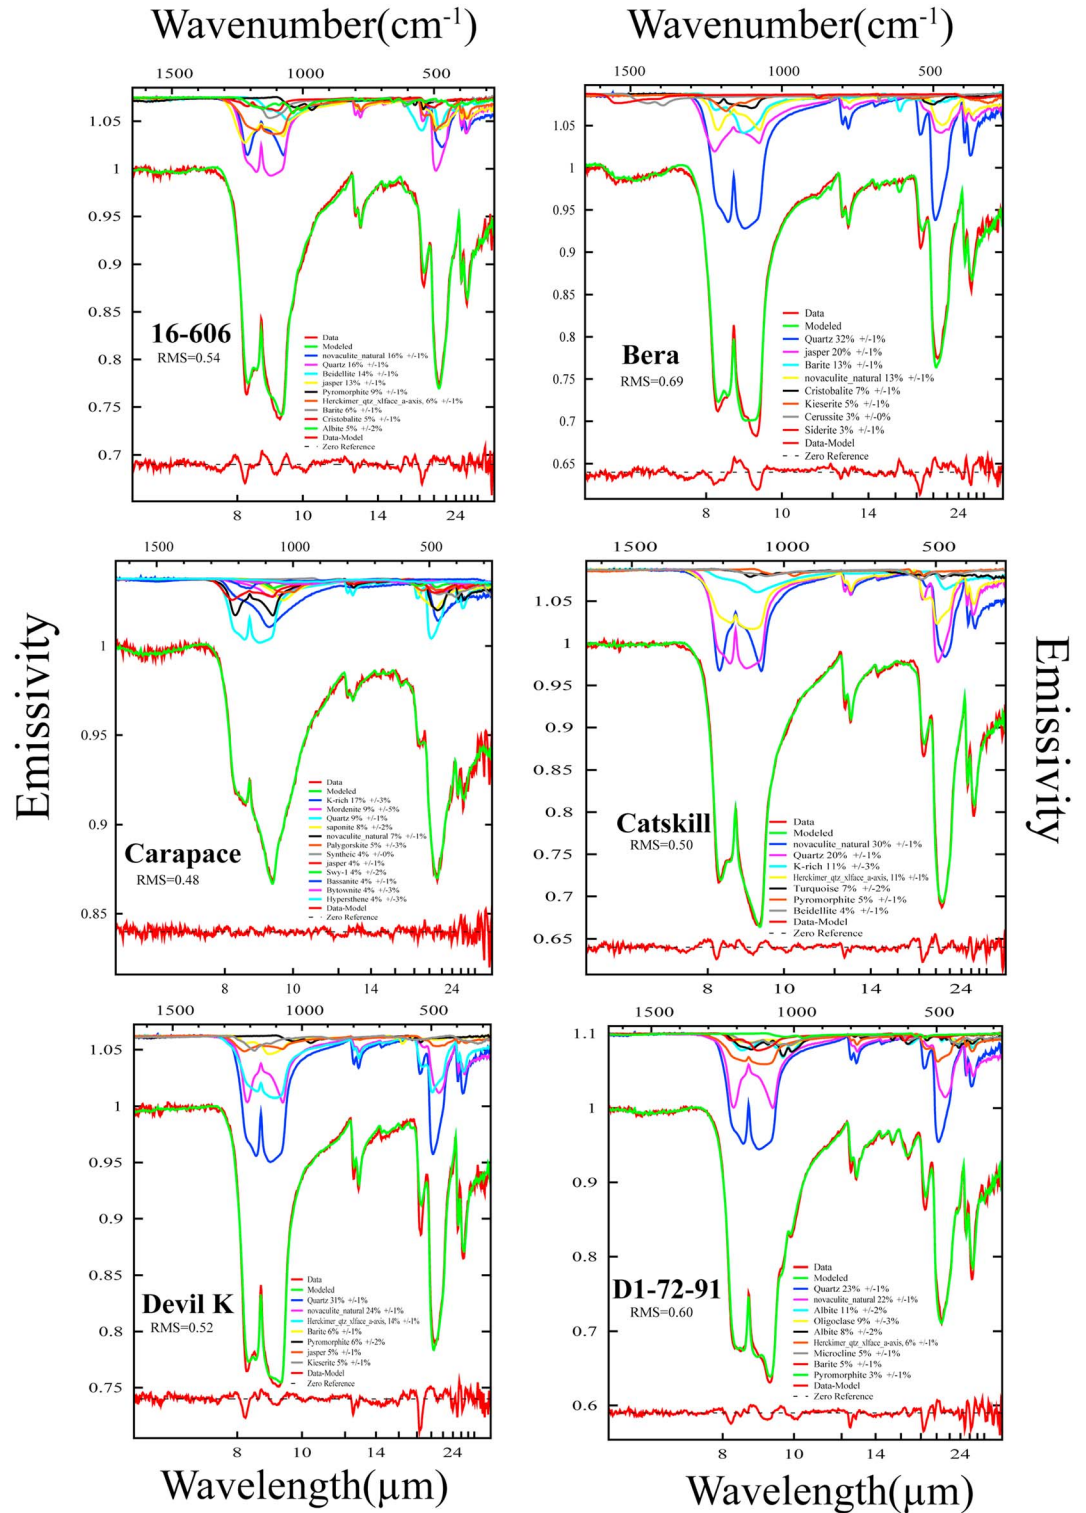 Wavenumber(cm-1)
Wavenumber(cm-1)
1500 1000 500
1.05
1
0.95
0.9
0.85
0.8
0.75
0.7
16-606
RMS=0.54
Data
Modeled
novaculite_natural 16% +/-1%
Quartz 16% +/-1%
Beidellite 14% +/-1%
jasper 13% +/-1%
Pyromorphite 9% +/-1%
Herckimer_qtz_xlface_a-axis, 6% +/-1%
Barite 6% +/-1%
Cristobalite 5% +/-1%
Albite 5% +/-2%
Data-Model
Zero Reference
8 10 14 24
1500 1000 500
1.05
1
0.95
0.9
0.85
0.8
0.75
0.7
0.65
Bera
RMS=0.69
Data
Modeled
Quartz 32% +/-1%
jasper 20% +/-1%
Barite 13% +/-1%
novaculite_natural 13% +/-1%
Cristobalite 7% +/-1%
Kieserite 5% +/-1%
Cerussite 3% +/-0%
Siderite 3% +/-1%
Data-Model
Zero Reference
8 10 14 24
Emissivity
1500 1000 500
1
0.95
0.9
0.85
Carapace
RMS=0.48
Data
Modeled
K-rich 17% +/-3%
Mordenite 9% +/-5%
Quartz 9% +/-1%
saponite 8% +/-2%
novaculite_natural 7% +/-1%
Palygorskite 5% +/-3%
Syntheic 4% +/-0%
jasper 4% +/-1%
Swy-1 4% +/-2%
Bassanite 4% +/-1%
Bytownite 4% +/-3%
Hypersthene 4% +/-3%
Data-Model
Zero Reference
8 10 14 24
1500 1000 500
1.05
1
0.95
0.9
0.85
0.8
0.75
0.7
0.65
Catskill
RMS=0.50
Data
Modeled
novaculite_natural 30% +/-1%
Quartz 20% +/-1%
K-rich 11% +/-3%
Herckimer_qtz_xlface_a-axis, 11% +/-1%
Turquoise 7% +/-2%
Pyromorphite 5% +/-1%
Beidellite 4% +/-1%
Data-Model
Zero Reference
8 10 14 24
Emissivity
1500 1000 500
1.05
1
0.95
0.9
0.85
0.8
0.75
Devil K
RMS=0.52
Data
Modeled
Quartz 31% +/-1%
novaculite_natural 24% +/-1%
Herckimer_qtz_xlface_a-axis, 14% +/-1%
Barite 6% +/-1%
Pyromorphite 6% +/-2%
jasper 5% +/-1%
Kieserite 5% +/-1%
Data-Model
Zero Reference
8 10 14 24
1500 1000 500
1.1
1
0.9
0.8
0.7
0.6
D1-72-91
RMS=0.60
Data
Modeled
Quartz 23% +/-1%
novaculite_natural 22% +/-1%
Albite 11% +/-2%
Oligoclase 9% +/-3%
Albite 8% +/-2%
Herckimer_qtz_xlface_a-axis, 6% +/-1%
Microcline 5% +/-1%
Barite 5% +/-1%
Pyromorphite 3% +/-1%
Data-Model
Zero Reference
8 10 14 24
Wavelength(µm)
Wavelength(µm)